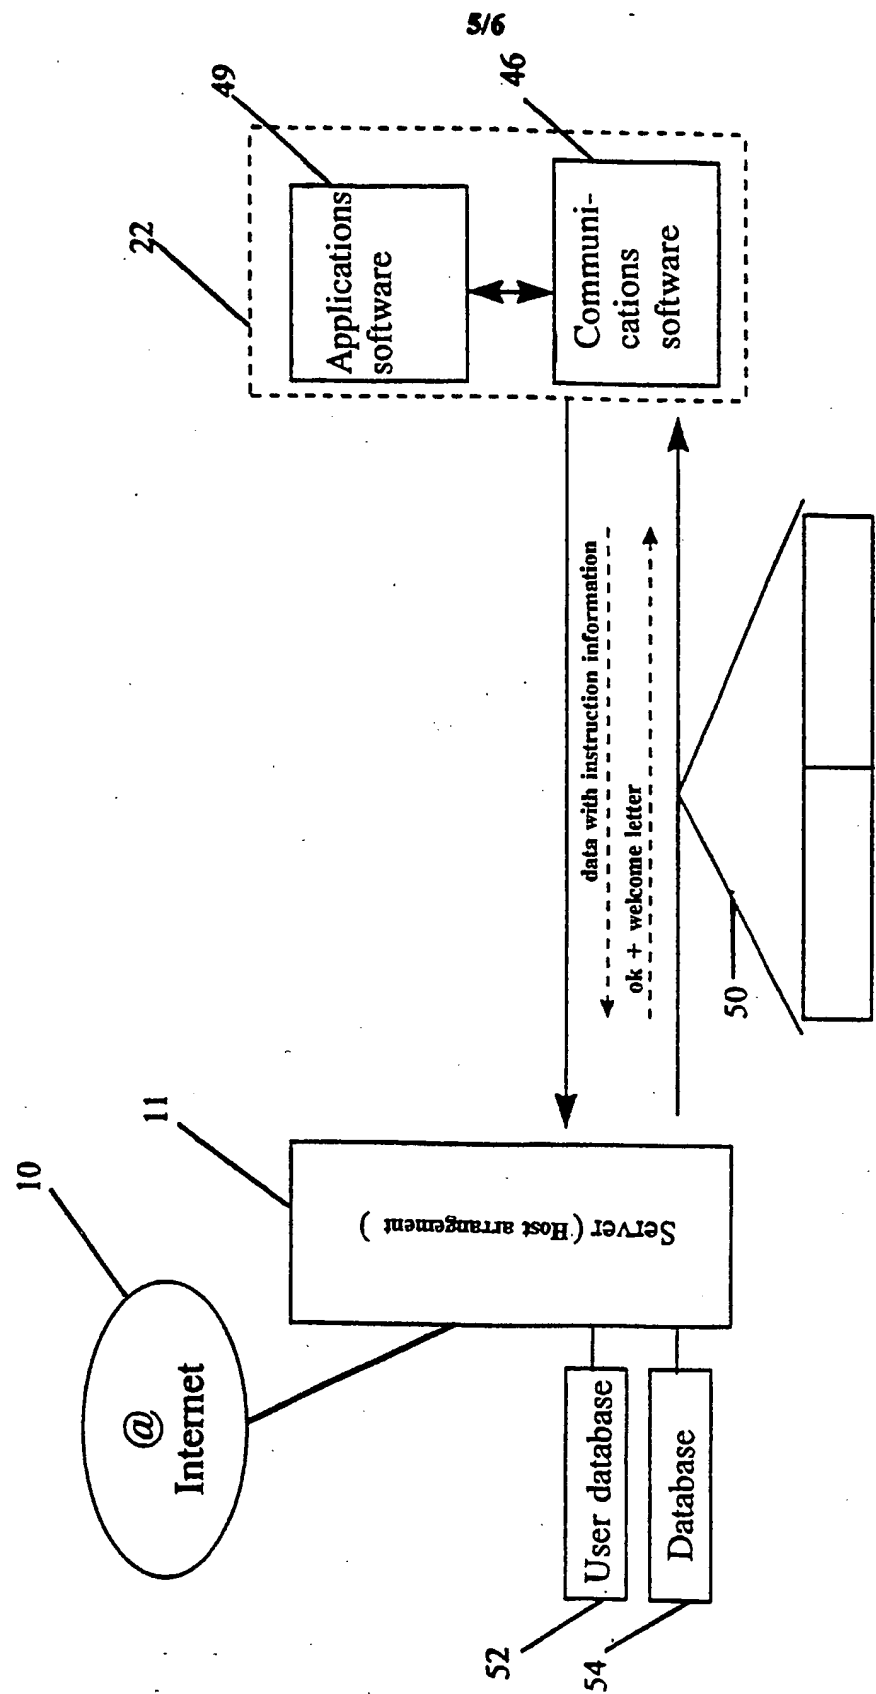 5/6
49
46
22
Applications
software
Communi-
cations
software
data with instruction information
ok + welcome letter
50
10
11
Server (Host arrangement )
@
Internet
User database
Database
52
54